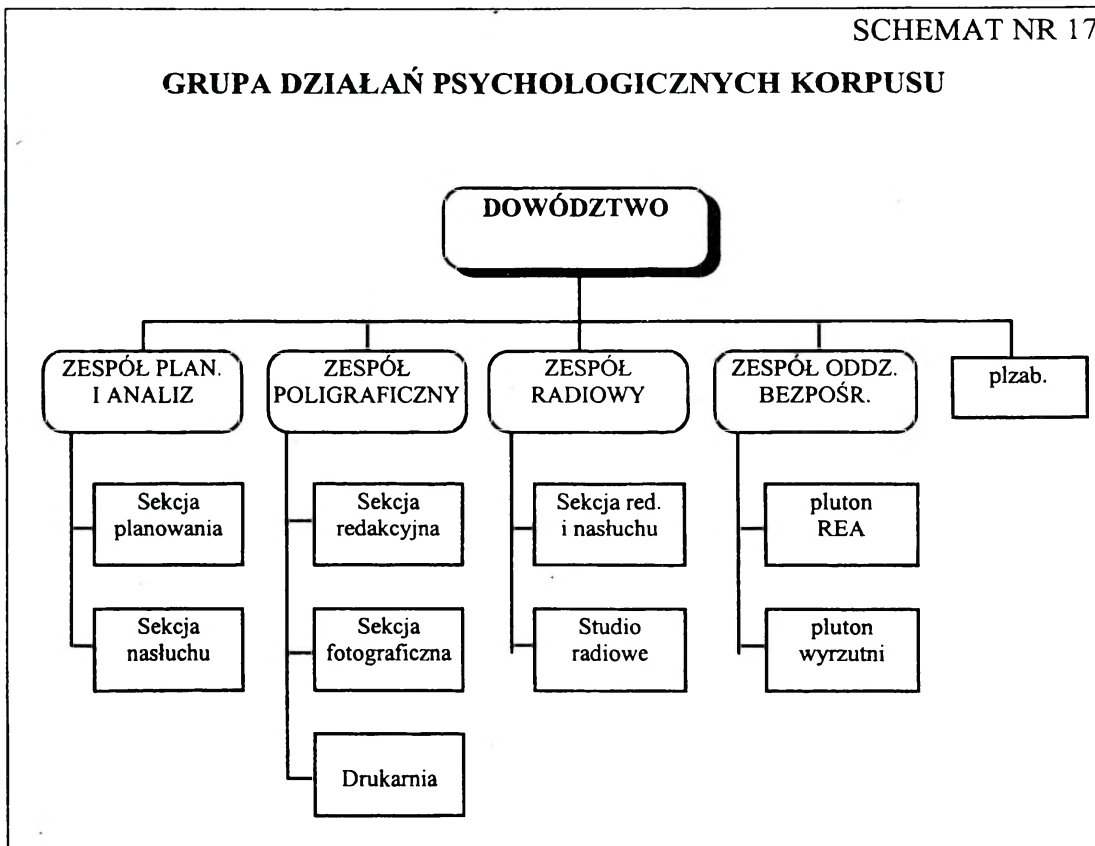 SCHEMAT NR 17
GRUPA DZIAŁAŃ PSYCHOLOGICZNYCH KORPUSU
DOWÓDZTWO
ZESPÓŁ PLAN.
I ANALIZ
ZESPÓŁ
POLIGRAFICZNY
ZESPÓŁ
RADIOWY
ZESPÓŁ ODDZ.
BEZPOŚR.
plzab.
Sekcja
planowania
Sekcja
redakcyjna
Sekcja red.
i nasłuchu
pluton
REA
Sekcja
nasłuchu
Sekcja
fotograficzna
Studio
radiowe
pluton
wyrzutni
Drukarnia